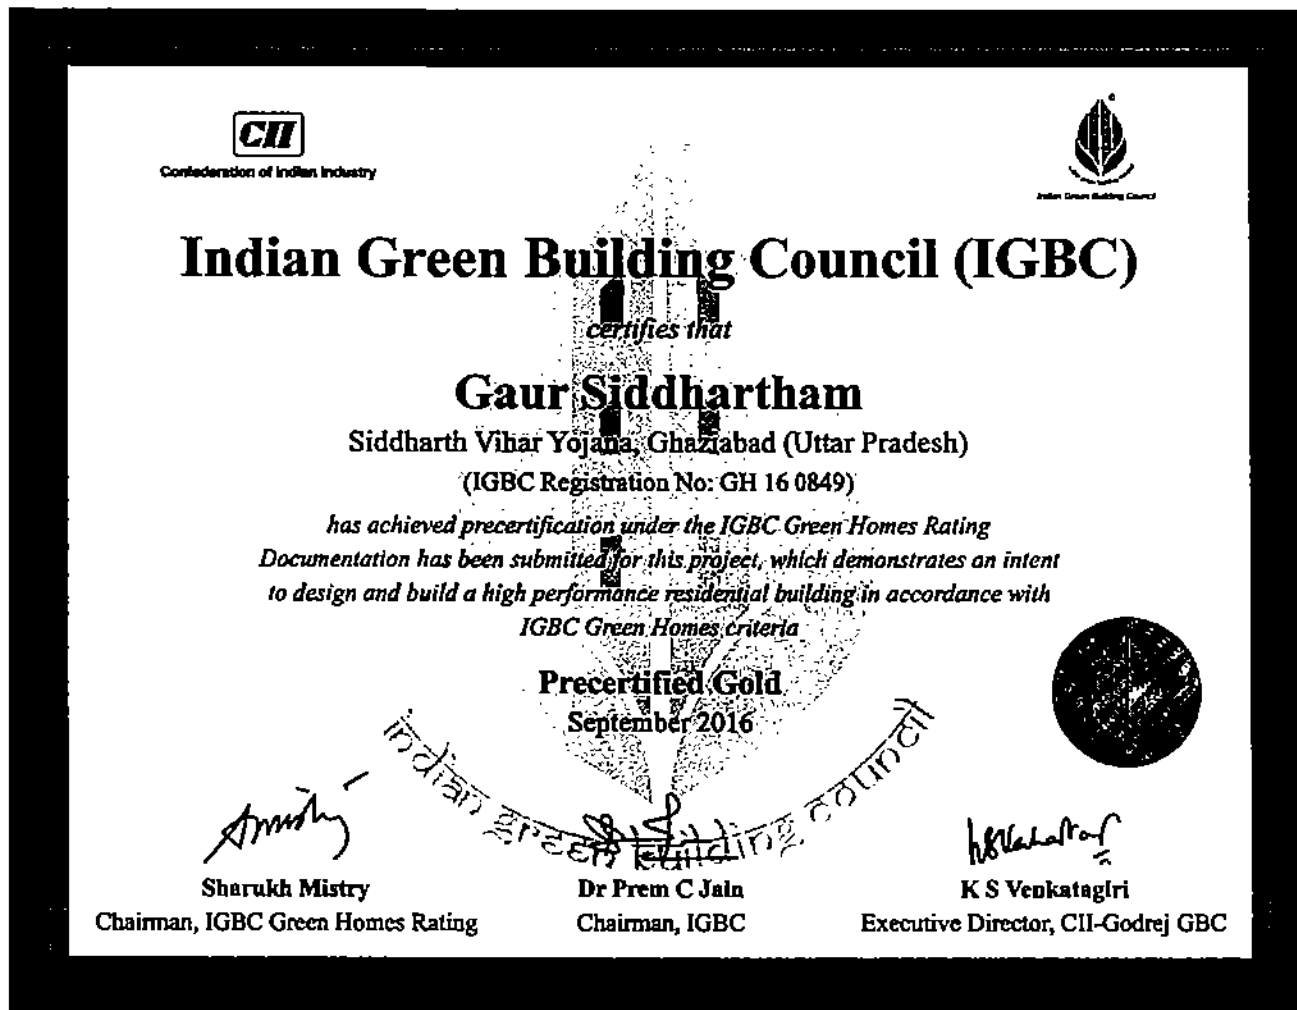 CII
Confederation of Indian Industry
Indian Green Building Council
Indian Green Building Council (IGBC)
certifies that
Gaur Siddhartham
Siddharth Vihar Yojana, Ghaziabad (Uttar Pradesh)
(IGBC Registration No: GH 16 0849)
has achieved precertification under the IGBC Green Homes Rating
Documentation has been submitted for this project, which demonstrates an intent
to design and build a high performance residential building in accordance with
IGBC Green Homes criteria
Precertified Gold
September 2016
indian green building council
Sharukh Mistry
Dr Prem C Jain
K S Venkatagiri
Chairman, IGBC Green Homes Rating
Chairman, IGBC
Executive Director, CII-Godrej GBC